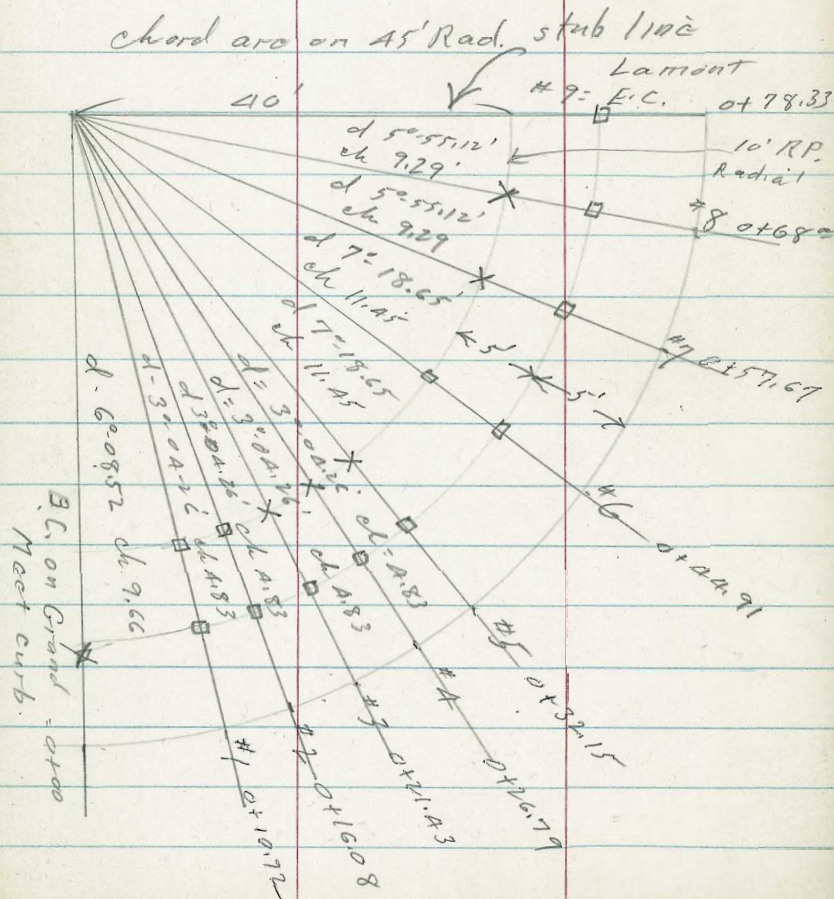 chord arc on 45' Rad. stub line
Lamont
40'
#9= E.C.
0+78.33
d 5°-55.12'
ch 9.29'
10' RP.
Radial
d 5°-55.12'
ch 9.29
#8 0+68
d 7°-18.65'
ch 11.45
#7 0+57.67
d 7°-18.65
ch 11.45
5'
5'
#6
0+44.91
d- 6°-08.52 ch 9.66
d- 3°-04.26' ch 4.83
d 3°-04.26' ch 4.83
d= 3°-04.26' ch 4.83
d= 3°-04.26' ch= 4.83
B.C. on Grand = 0+00
curb.
#5
0+32.15
#4
0+26.79
#3 0+21.43
#2
0+16.08
#1 0+10.72